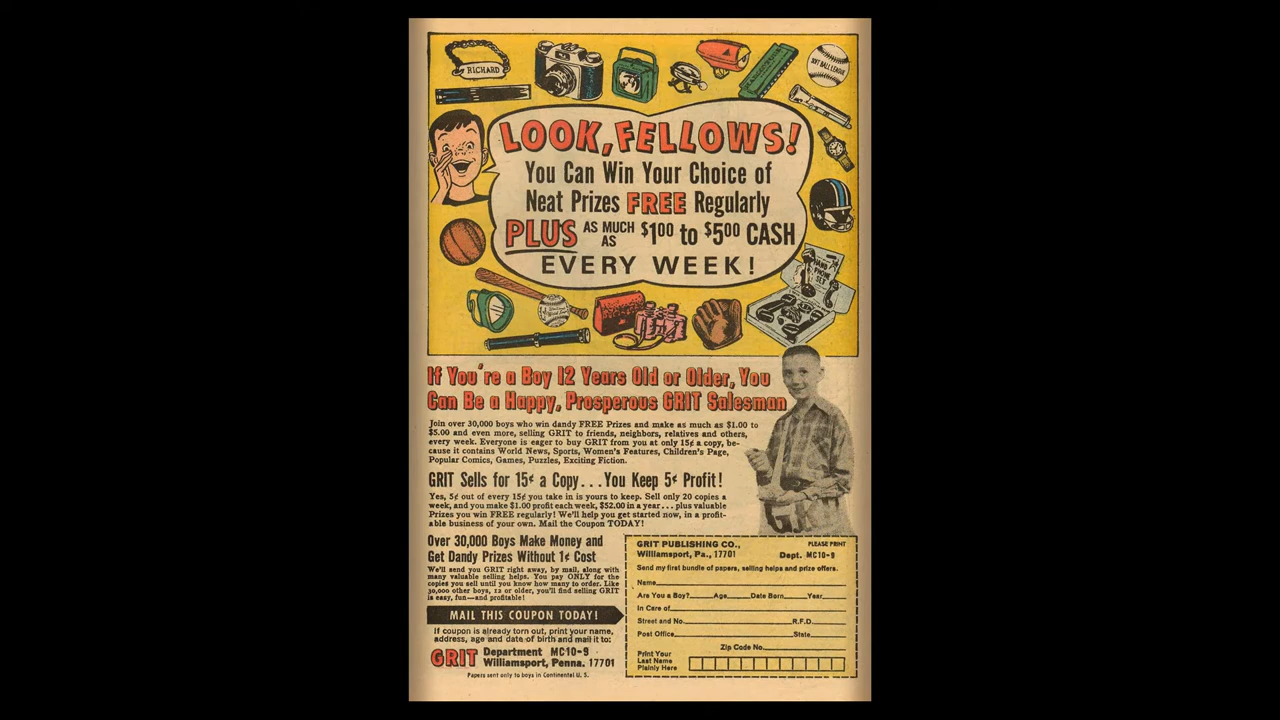 RICHARD
SOFT BALL LEAGUE
LOOK, FELLOWS!
You Can Win Your Choice of
Neat Prizes FREE Regularly
PLUS AS MUCH AS $1.00 to $5.00 CASH
EVERY WEEK!
HAND PHONE SET
If You're a Boy 12 Years Old or Older, You
Can Be a Happy, Prosperous GRIT Salesman
Join over 30,000 boys who win dandy FREE Prizes and make as much as $1.00 to
$5.00 and even more, selling GRIT to friends, neighbors, relatives and others,
every week. Everyone is eager to buy GRIT from you at only 15¢ a copy, be-
cause it contains World News, Sports, Women's Features, Children's Page,
Popular Comics, Games, Puzzles, Exciting Fiction.
GRIT Sells for 15¢ a Copy...You Keep 5¢ Profit!
Yes, 5¢ out of every 15¢ you take in is yours to keep. Sell only 20 copies a
week, and you make $1.00 profit each week, $52.00 in a year... plus valuable
Prizes you win FREE regularly! We'll help you get started now, in a profit-
able business of your own. Mail the Coupon TODAY!
Over 30,000 Boys Make Money and
Get Dandy Prizes Without 1¢ Cost
We'll send you GRIT right away, by mail, along with
many valuable selling helps. You pay ONLY for the
copies you sell until you know how many to order. Like
30,000 other boys, 12 or older, you'll find selling GRIT
is easy, fun—and profitable!
MAIL THIS COUPON TODAY!
If coupon is already torn out, print your name,
address, age and date of birth and mail it to:
GRIT Department MC10-9
Williamsport, Penna. 17701
Papers sent only to boys in Continental U. S.
GRIT PUBLISHING CO., PLEASE PRINT
Williamsport, Pa., 17701 Dept. MC10-9
Send my first bundle of papers, selling helps and prize offers.
Name
Are You a Boy? Age Date Born Year
In Care of
Street and No. R.F.D.
Post Office State
Zip Code No.
Print Your
Last Name
Plainly Here